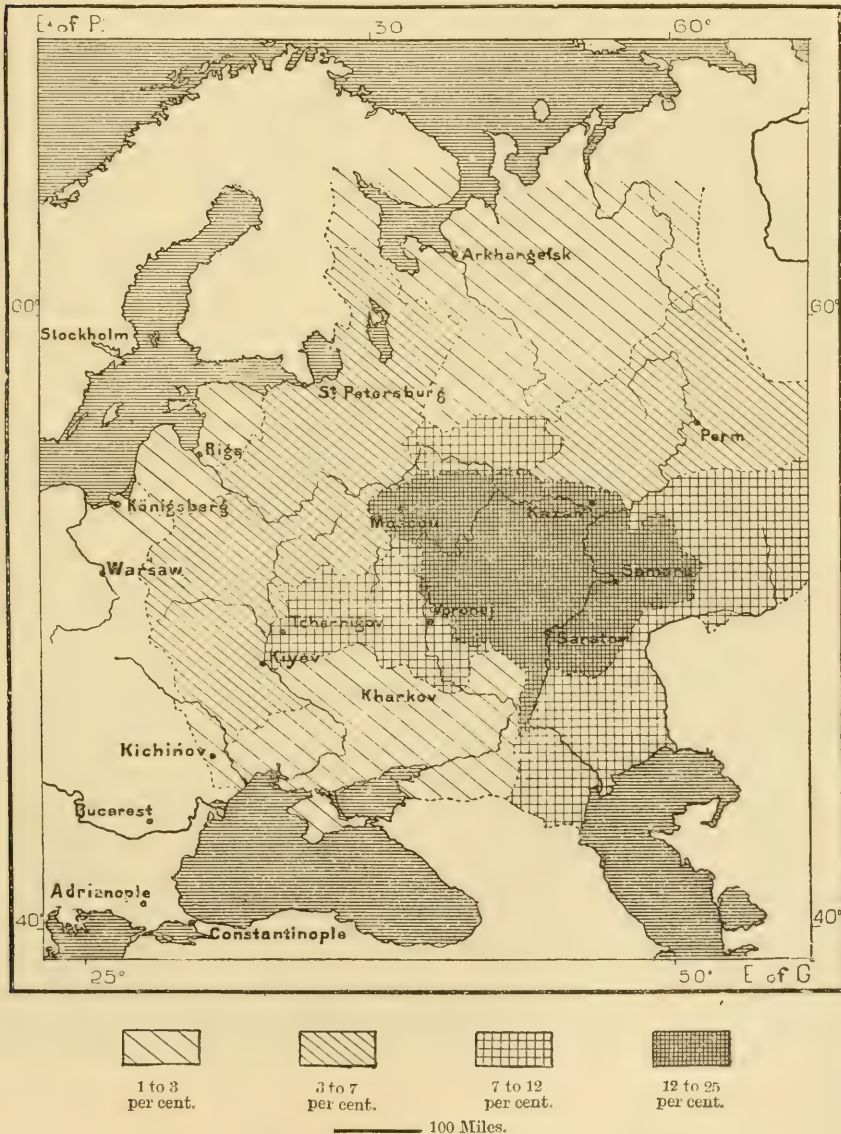 E. of P. 30 60°
Arkhangelsk
60° 60°
Stockholm
St Petersburg
Perm
Riga
Königsberg
Moscou Kazan
Warsaw Samara
Tchernigov Voronej
Saratov
Kiyev
Kharkov
Kichinov
Bucarest
Adrianople
40° 40°
Constantinople
25° 50° E of G
1 to 3 3 to 7 7 to 12 12 to 25
per cent. per cent. per cent. per cent.
100 Miles.